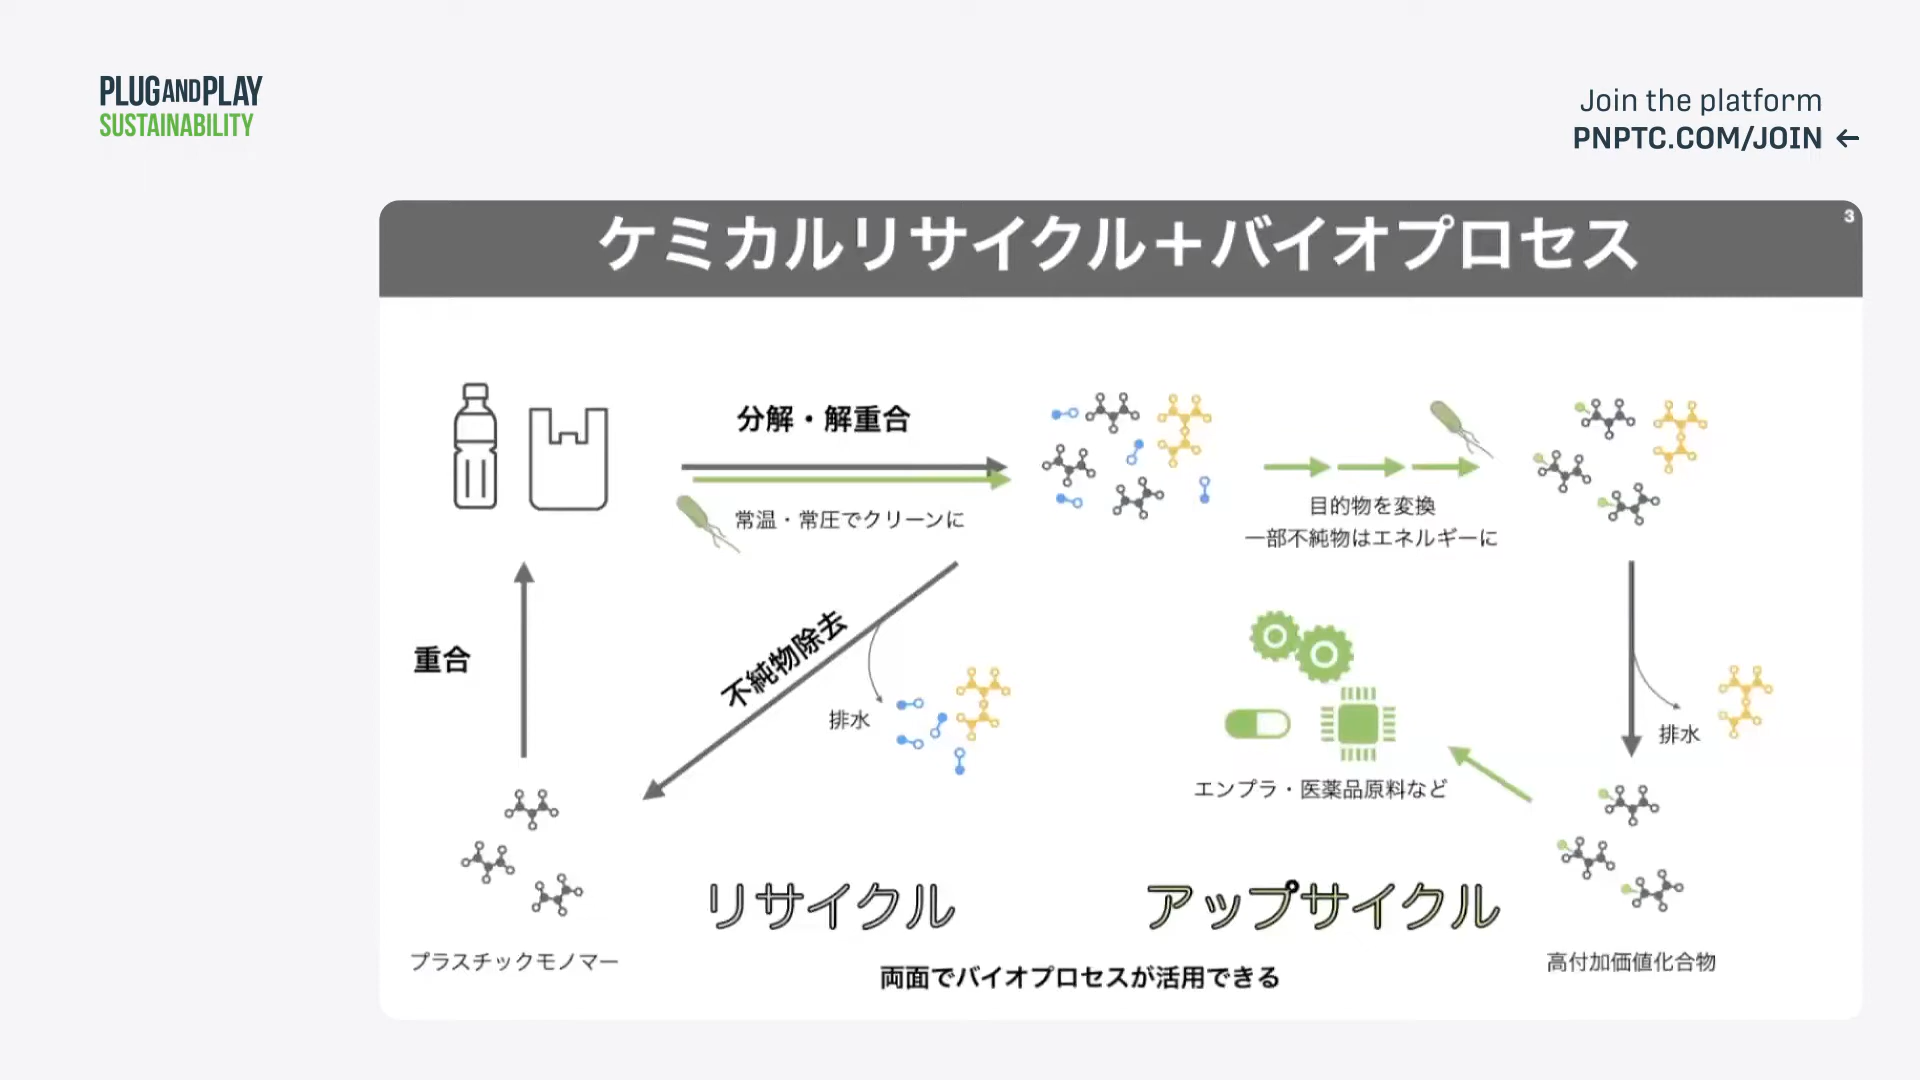 PLUGANDPLAY
SUSTAINABILITY
Join the platform
PNPTC.COM/JOIN ←
ケミカルリサイクル＋バイオプロセス
3
分解・解重合
常温・常圧でクリーンに
目的物を変換
一部不純物はエネルギーに
重合
不純物除去
排水
排水
エンプラ・医薬品原料など
リサイクル
アップサイクル
プラスチックモノマー
高付加価値化合物
両面でバイオプロセスが活用できる